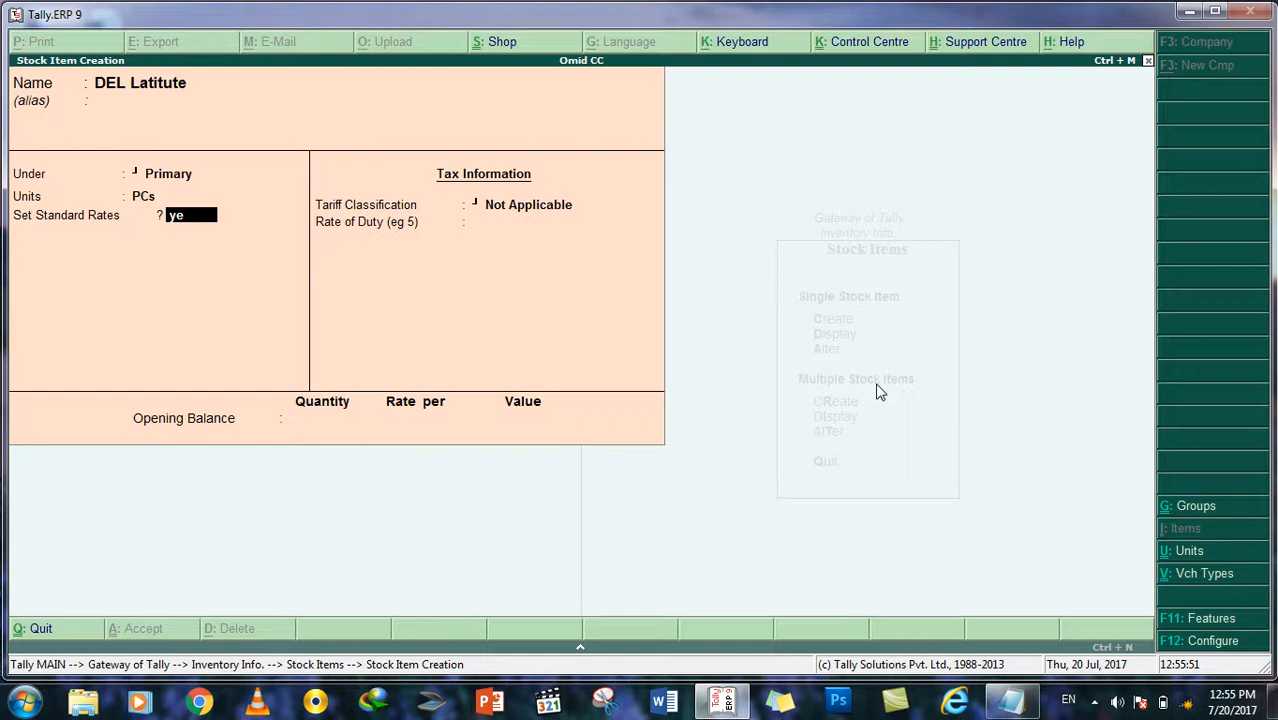 Tally.ERP 9
P: Print E: Export M: E-Mail O: Upload S: Shop G: Language K: Keyboard K: Control Centre H: Support Centre H: Help F3: Company
Stock Item Creation Omid CC Ctrl + M
F3: New Cmp
Name : DEL Latitute
(alias) :
Under : Primary
Units : PCs
Set Standard Rates ? ye
Tax Information
Tariff Classification : Not Applicable
Rate of Duty (eg 5) :
Quantity Rate per Value
Opening Balance :
Gateway of Tally
Inventory Info.
Stock Items
Single Stock Item
Create
Display
Alter
Multiple Stock Items
CReate
DIsplay
AlTer
Quit
G: Groups
I: Items
U: Units
V: Vch Types
F11: Features
F12: Configure
Q: Quit A: Accept D: Delete
Ctrl + N
Tally MAIN --> Gateway of Tally --> Inventory Info. --> Stock Items --> Stock Item Creation (c) Tally Solutions Pvt. Ltd., 1988-2013 Thu, 20 Jul, 2017 12:55:51
321
Tally
ERP 9
Ps
EN
12:55 PM
7/20/2017